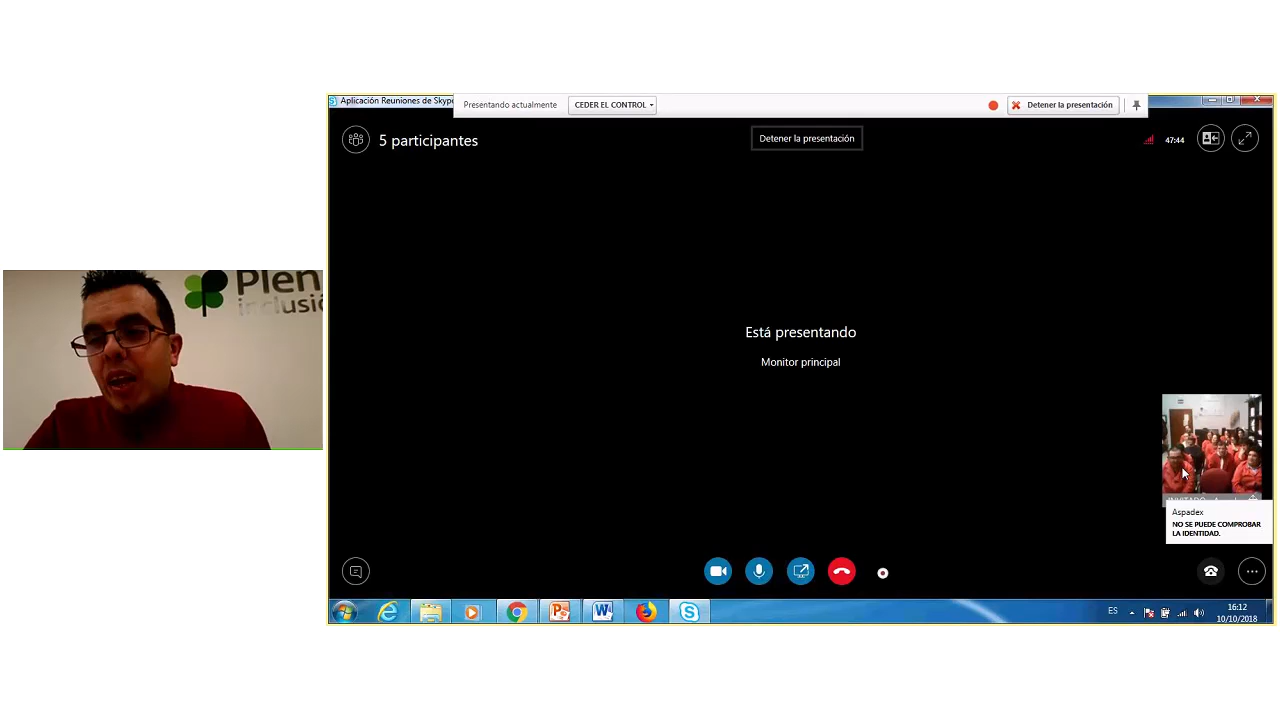 Plen
inclusió
Aplicación Reuniones de Skype
Presentando actualmente
CEDER EL CONTROL
Detener la presentación
5 participantes
Detener la presentación
47:44
Está presentando
Monitor principal
Aspadex
NO SE PUEDE COMPROBAR
LA IDENTIDAD.
ES
16:12
10/10/2018